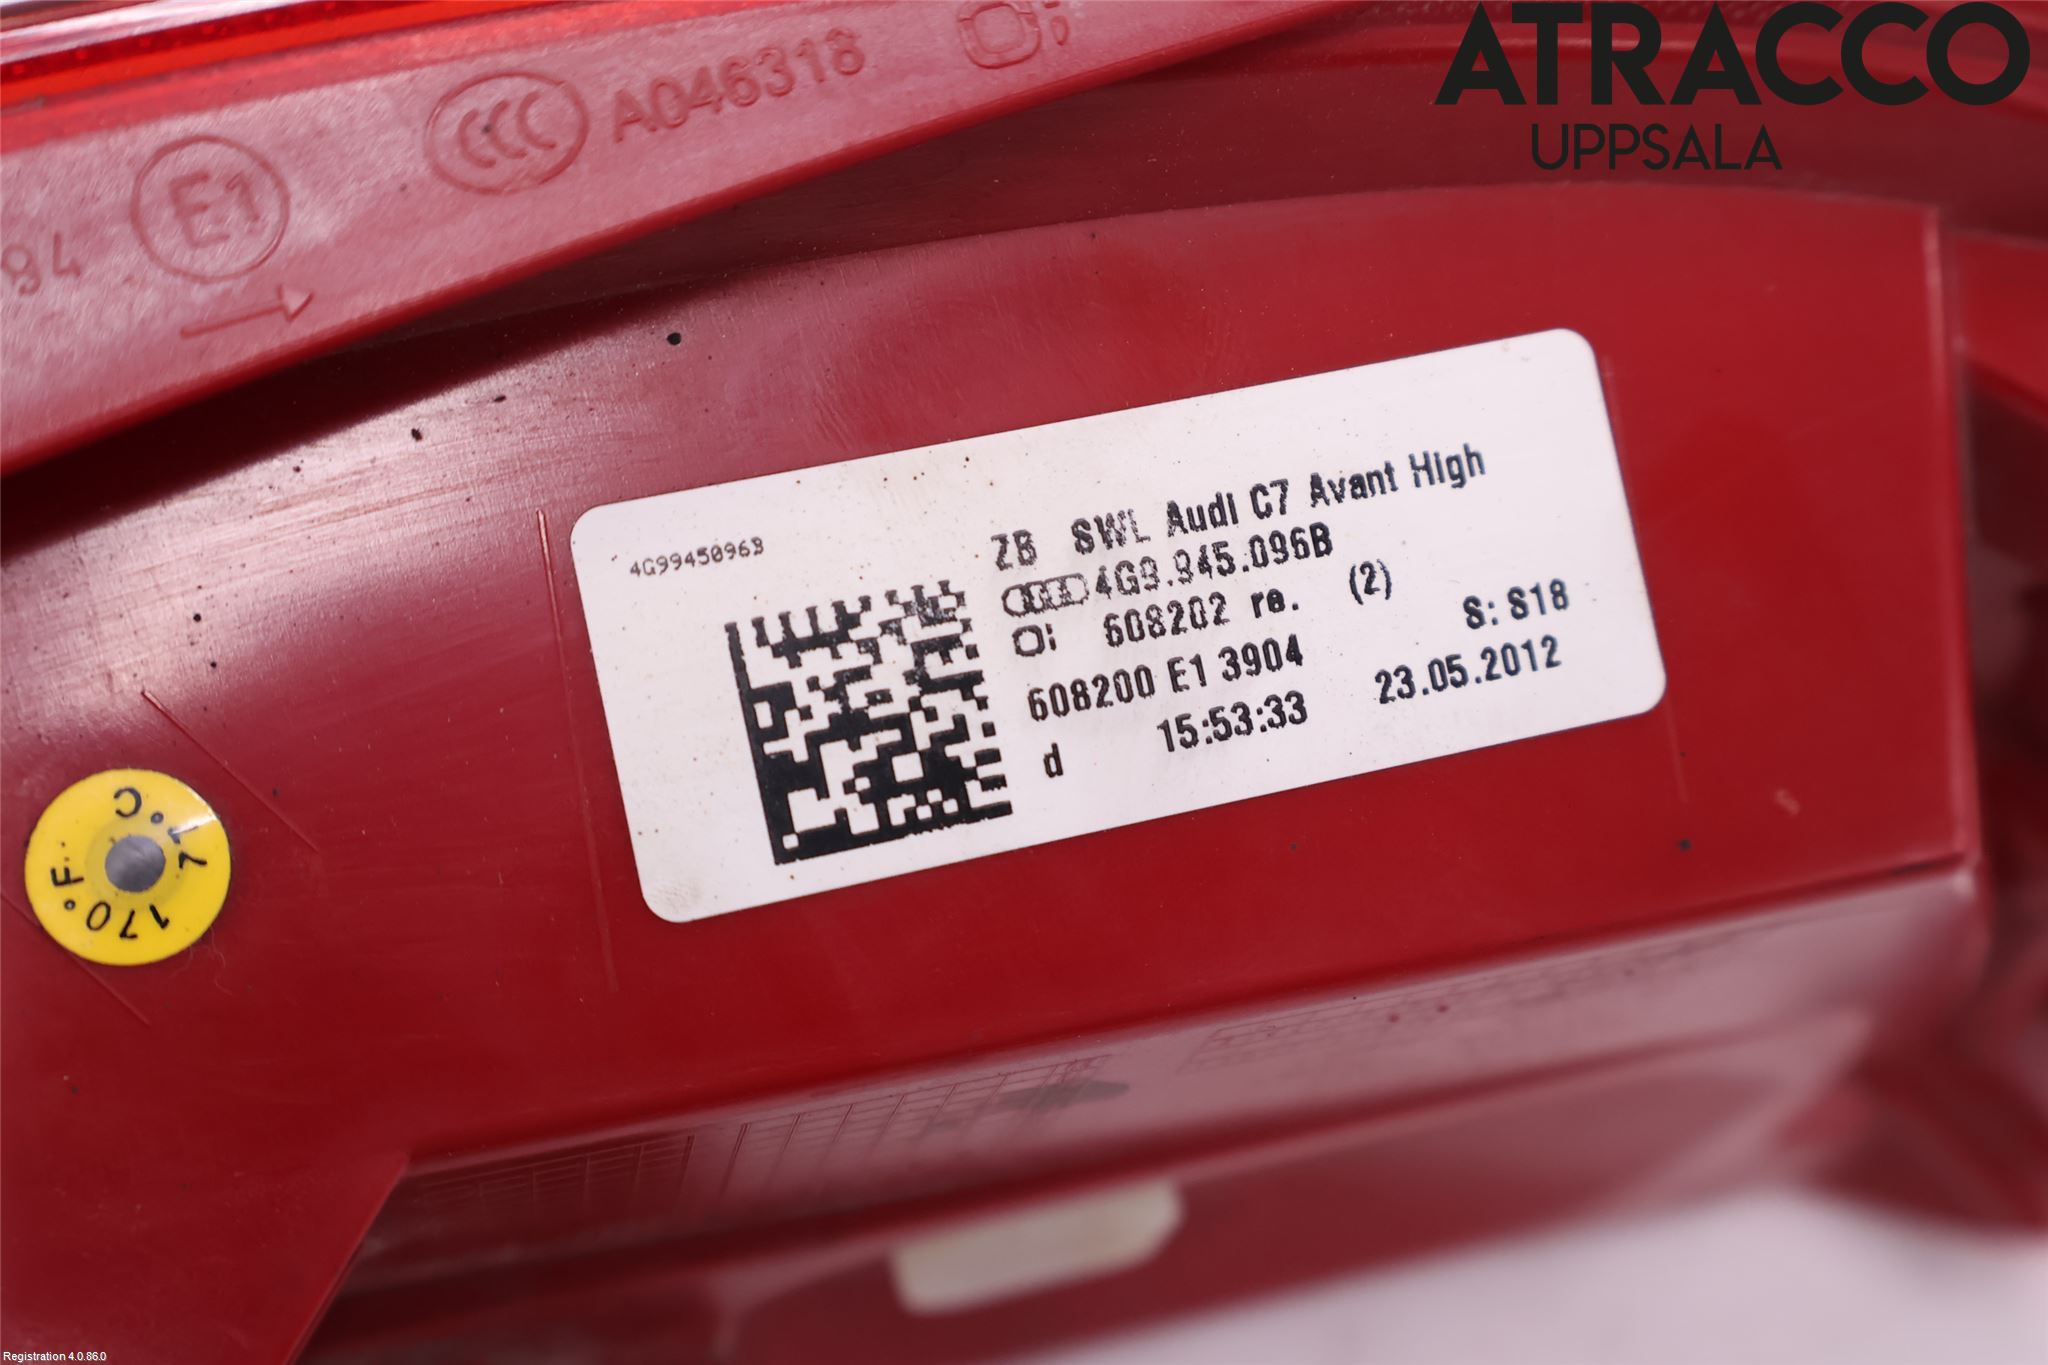 ATRACCO
UPPSALA
94 E1 CCC A046318
4G9945096B
ZB SWL Audi C7 Avant High
4G9.945.096B
608202 re. (2)
608200 E1 3904 S: S18
d 15:53:33 23.05.2012
170°F.
°C
Registration 4.0.86.0